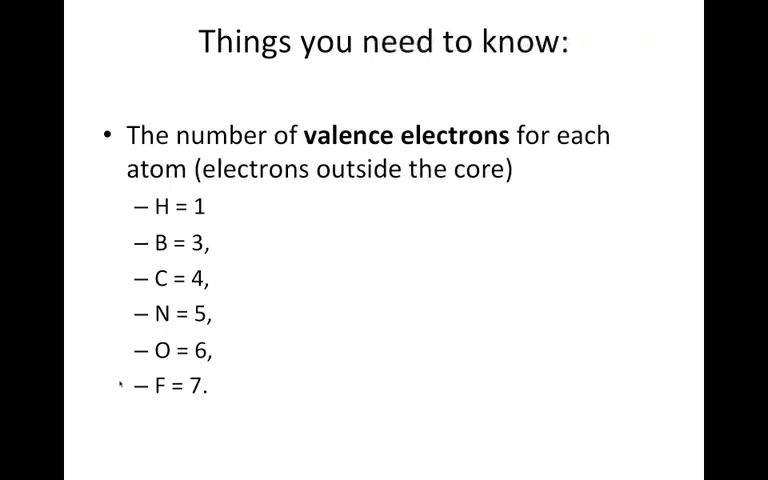 Things you need to know:
• The number of valence electrons for each
atom (electrons outside the core)
– H = 1
– B = 3,
– C = 4,
– N = 5,
– O = 6,
– F = 7.